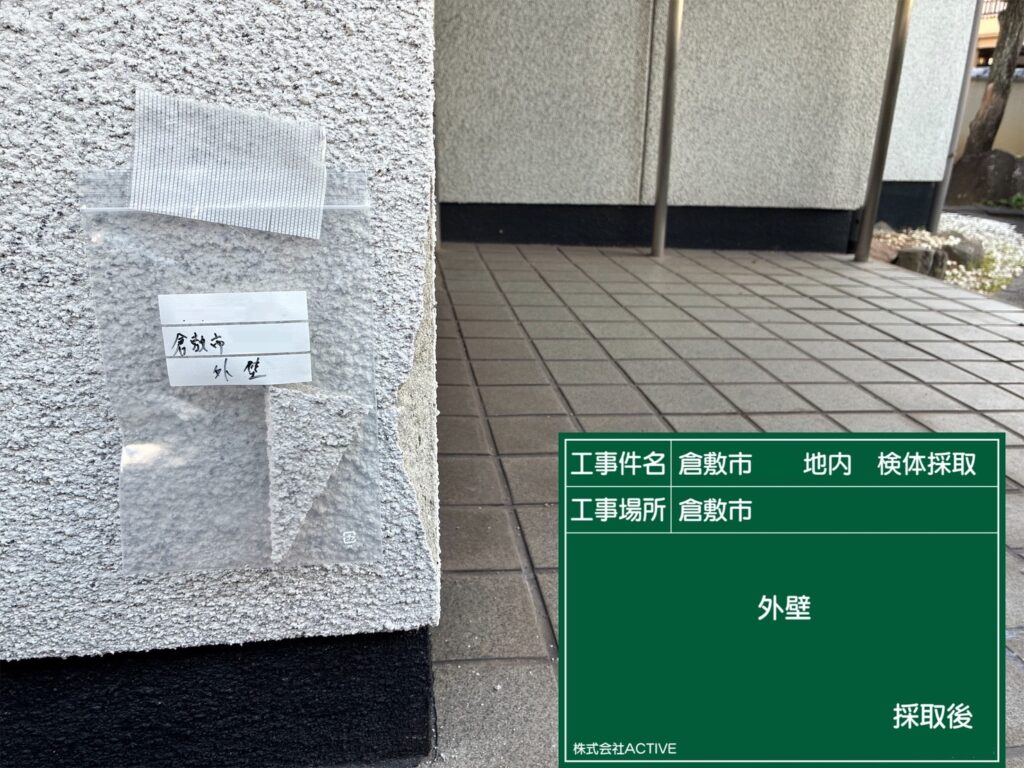 倉敷市
外壁
工事件名 倉敷市 地内 検体採取
工事場所 倉敷市
外壁
採取後
株式会社ACTIVE